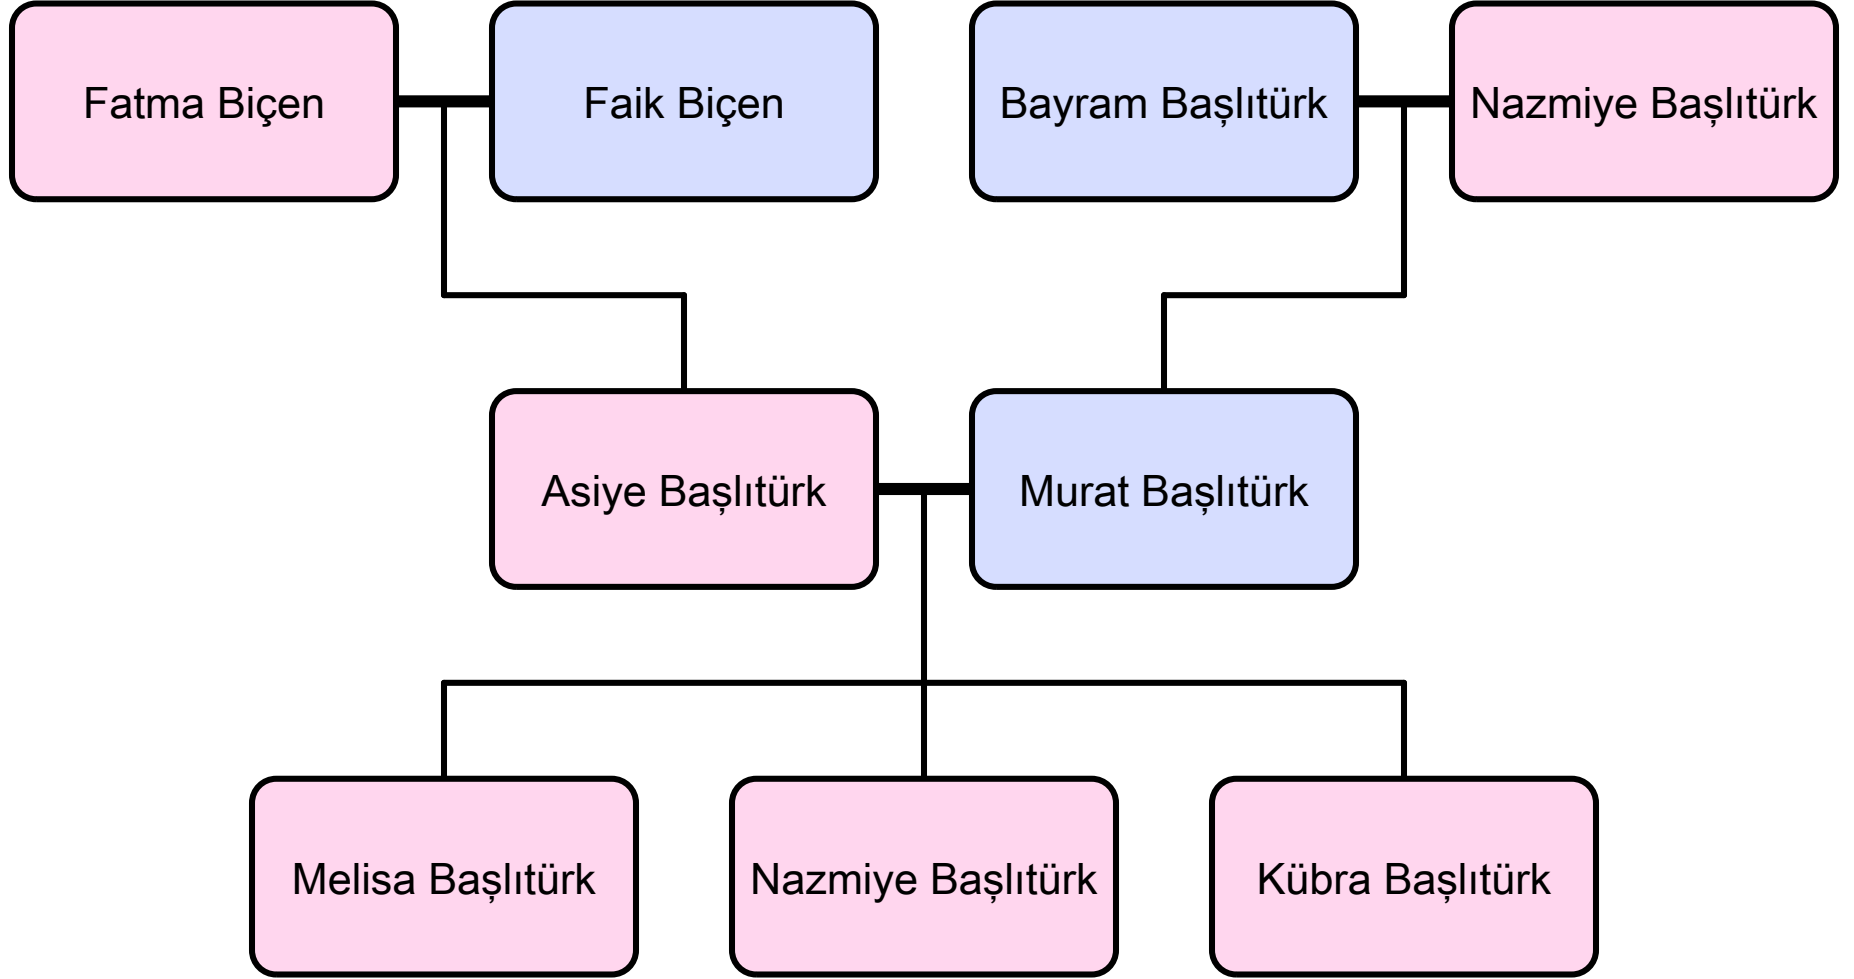 Fatma Biçen
Faik Biçen
Bayram Başlıtürk
Nazmiye Başlıtürk
Asiye Başlıtürk
Murat Başlıtürk
Melisa Başlıtürk
Nazmiye Başlıtürk
Kübra Başlıtürk